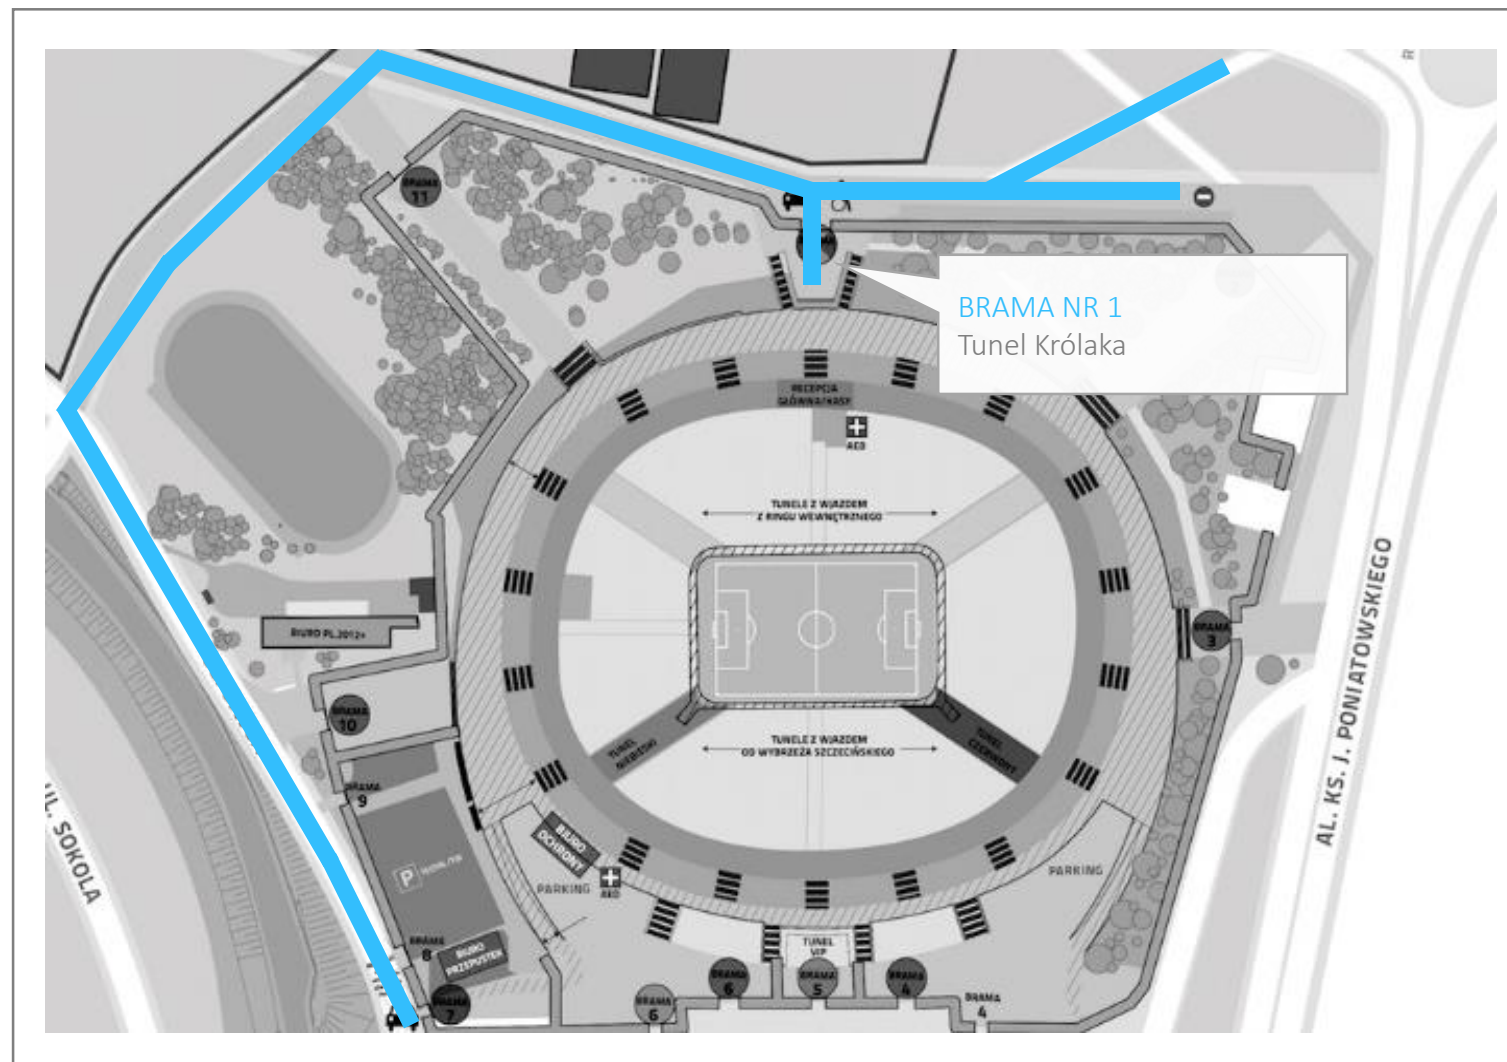 BRAMA
11
BRAMA NR 1
Tunel Królaka
RECEPCJA
GŁÓWNA/HASY
AED
TUNELE Z WJAZDEM
Z RINGU WEWNĘTRZNEGO
AL. KS. J. PONIATOWSKIEGO
BIURO PL.2012+
BRAMA
3
BRAMA
10
TUNEL
NIEBIESKI
TUNELE Z WJAZDEM
OD WYBRZEŻA SZCZECIŃSKIEGO
TUNEL
CZERWONY
BRAMA
9
UL. SOKOLA
P
BIURO
OCHRONY
PARKING
AED
PARKING
BRAMA
8
BIURO
PRZEPUSTEK
TUNEL
VIP
BRAMA
7
BRAMA
6
BRAMA
6
BRAMA
5
BRAMA
4
BRAMA
4